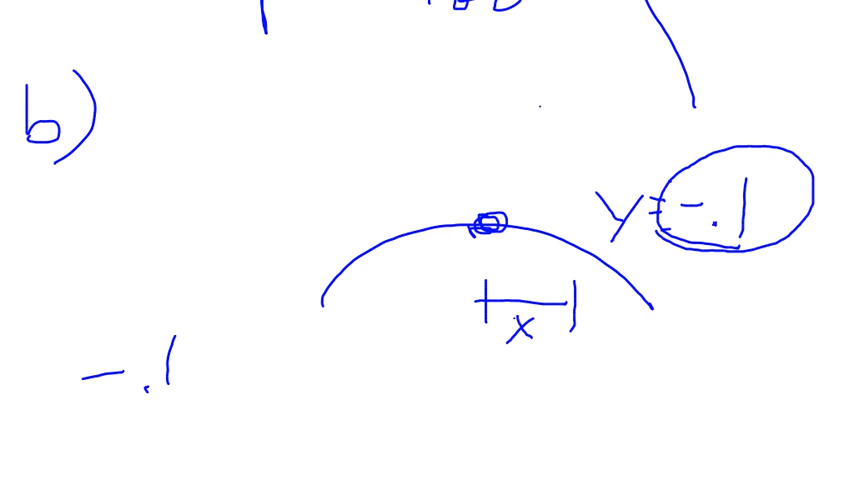 b)
y = -.1
x
-.1